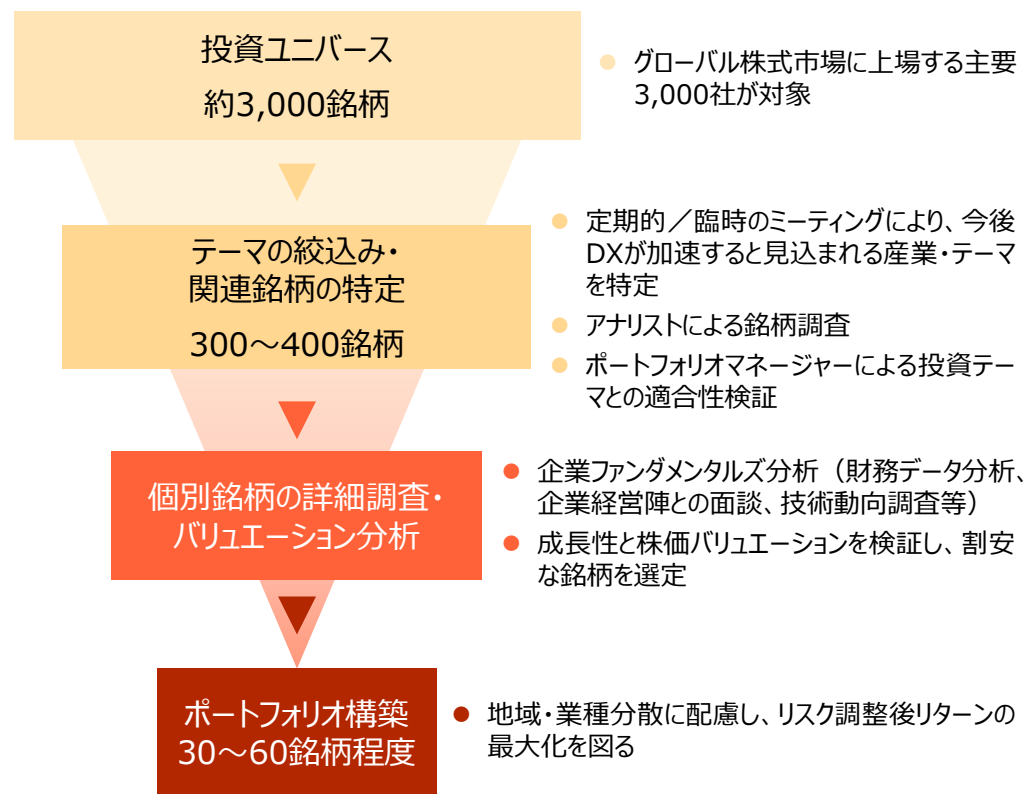 投資ユニバース
約3,000銘柄
● グローバル株式市場に上場する主要
3,000社が対象
テーマの絞込み・
関連銘柄の特定
300～400銘柄
● 定期的／臨時のミーティングにより、今後
DXが加速すると見込まれる産業・テーマ
を特定
● アナリストによる銘柄調査
● ポートフォリオマネージャーによる投資テー
マとの適合性検証
個別銘柄の詳細調査・
バリュエーション分析
● 企業ファンダメンタルズ分析（財務データ分析、
企業経営陣との面談、技術動向調査等）
● 成長性と株価バリュエーションを検証し、割安
な銘柄を選定
ポートフォリオ構築
30～60銘柄程度
● 地域・業種分散に配慮し、リスク調整後リターンの
最大化を図る